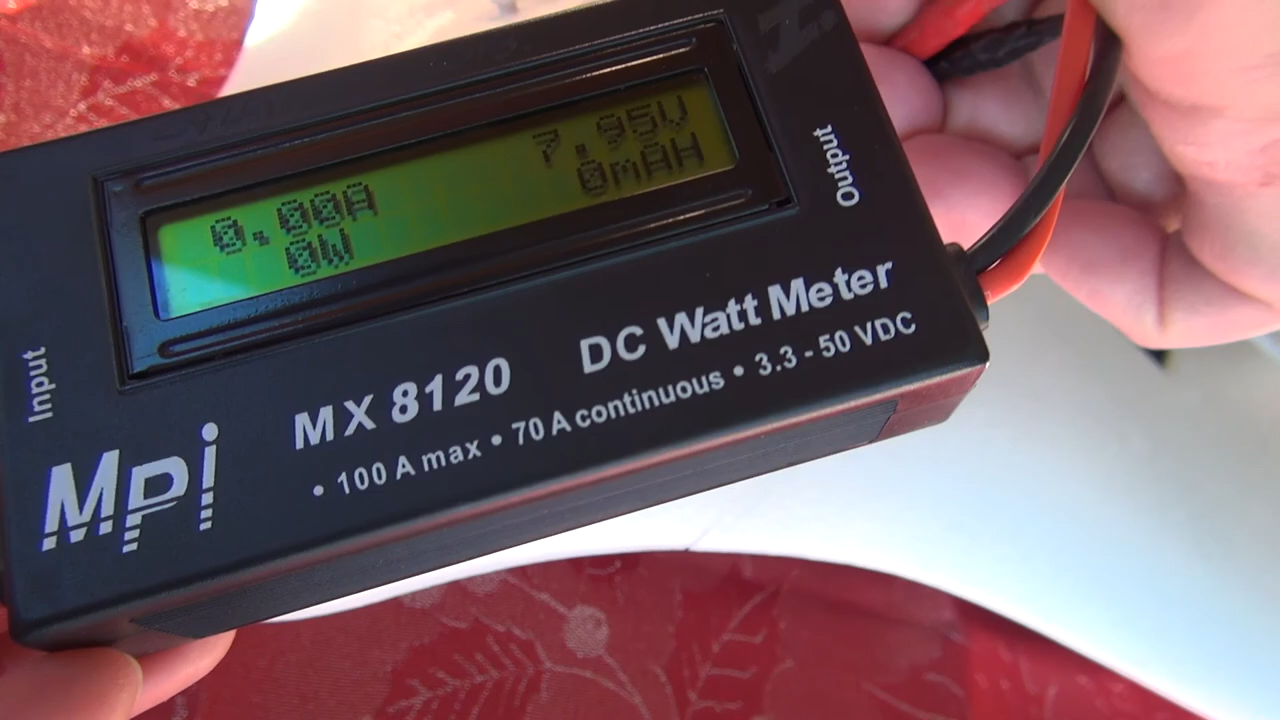 0.00A 7.95V
0W 0mAH
Input
Output
MPi
MX 8120 DC Watt Meter
• 100 A max • 70 A continuous • 3.3 - 50 VDC